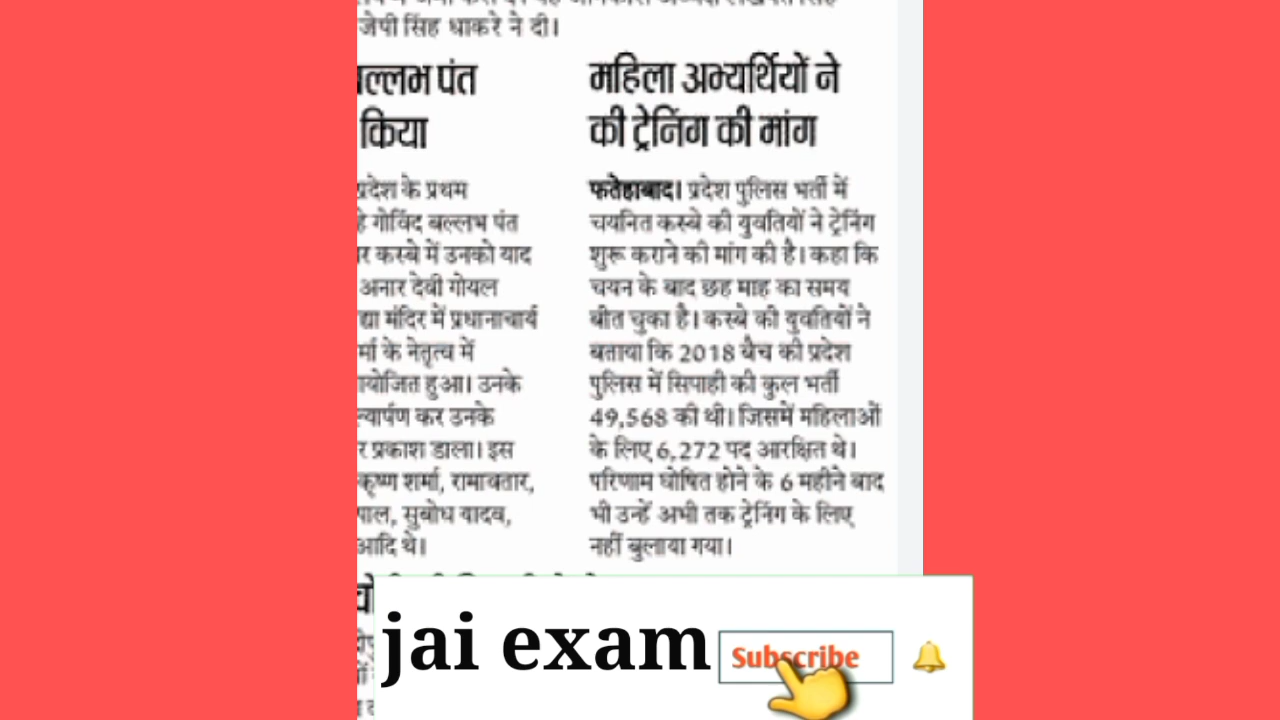 जेपी सिंह धाकरे ने दी।
ल्लभ पंत
किया
प्रदेश के प्रथम
हे गोविंद बल्लभ पंत
र कस्बे में उनको याद
अनार देवी गोयल
द्या मंदिर में प्रधानाचार्य
र्मा के नेतृत्व में
योजित हुआ। उनके
ल्यार्पण कर उनके
र प्रकाश डाला। इस
कृष्ण शर्मा, रामावतार,
पाल, सुबोध यादव,
आदि थे।
महिला अभ्यर्थियों ने
की ट्रेनिंग की मांग
फतेहाबाद। प्रदेश पुलिस भर्ती में
चयनित कस्बे की युवतियों ने ट्रेनिंग
शुरू कराने की मांग की है। कहा कि
चयन के बाद छह माह का समय
बीत चुका है। कस्बे की युवतियों ने
बताया कि 2018 बैच की प्रदेश
पुलिस में सिपाही की कुल भर्ती
49,568 की थी। जिसमें महिलाओं
के लिए 6,272 पद आरक्षित थे।
परिणाम घोषित होने के 6 महीने बाद
भी उन्हें अभी तक ट्रेनिंग के लिए
नहीं बुलाया गया।
jai exam
Subscribe